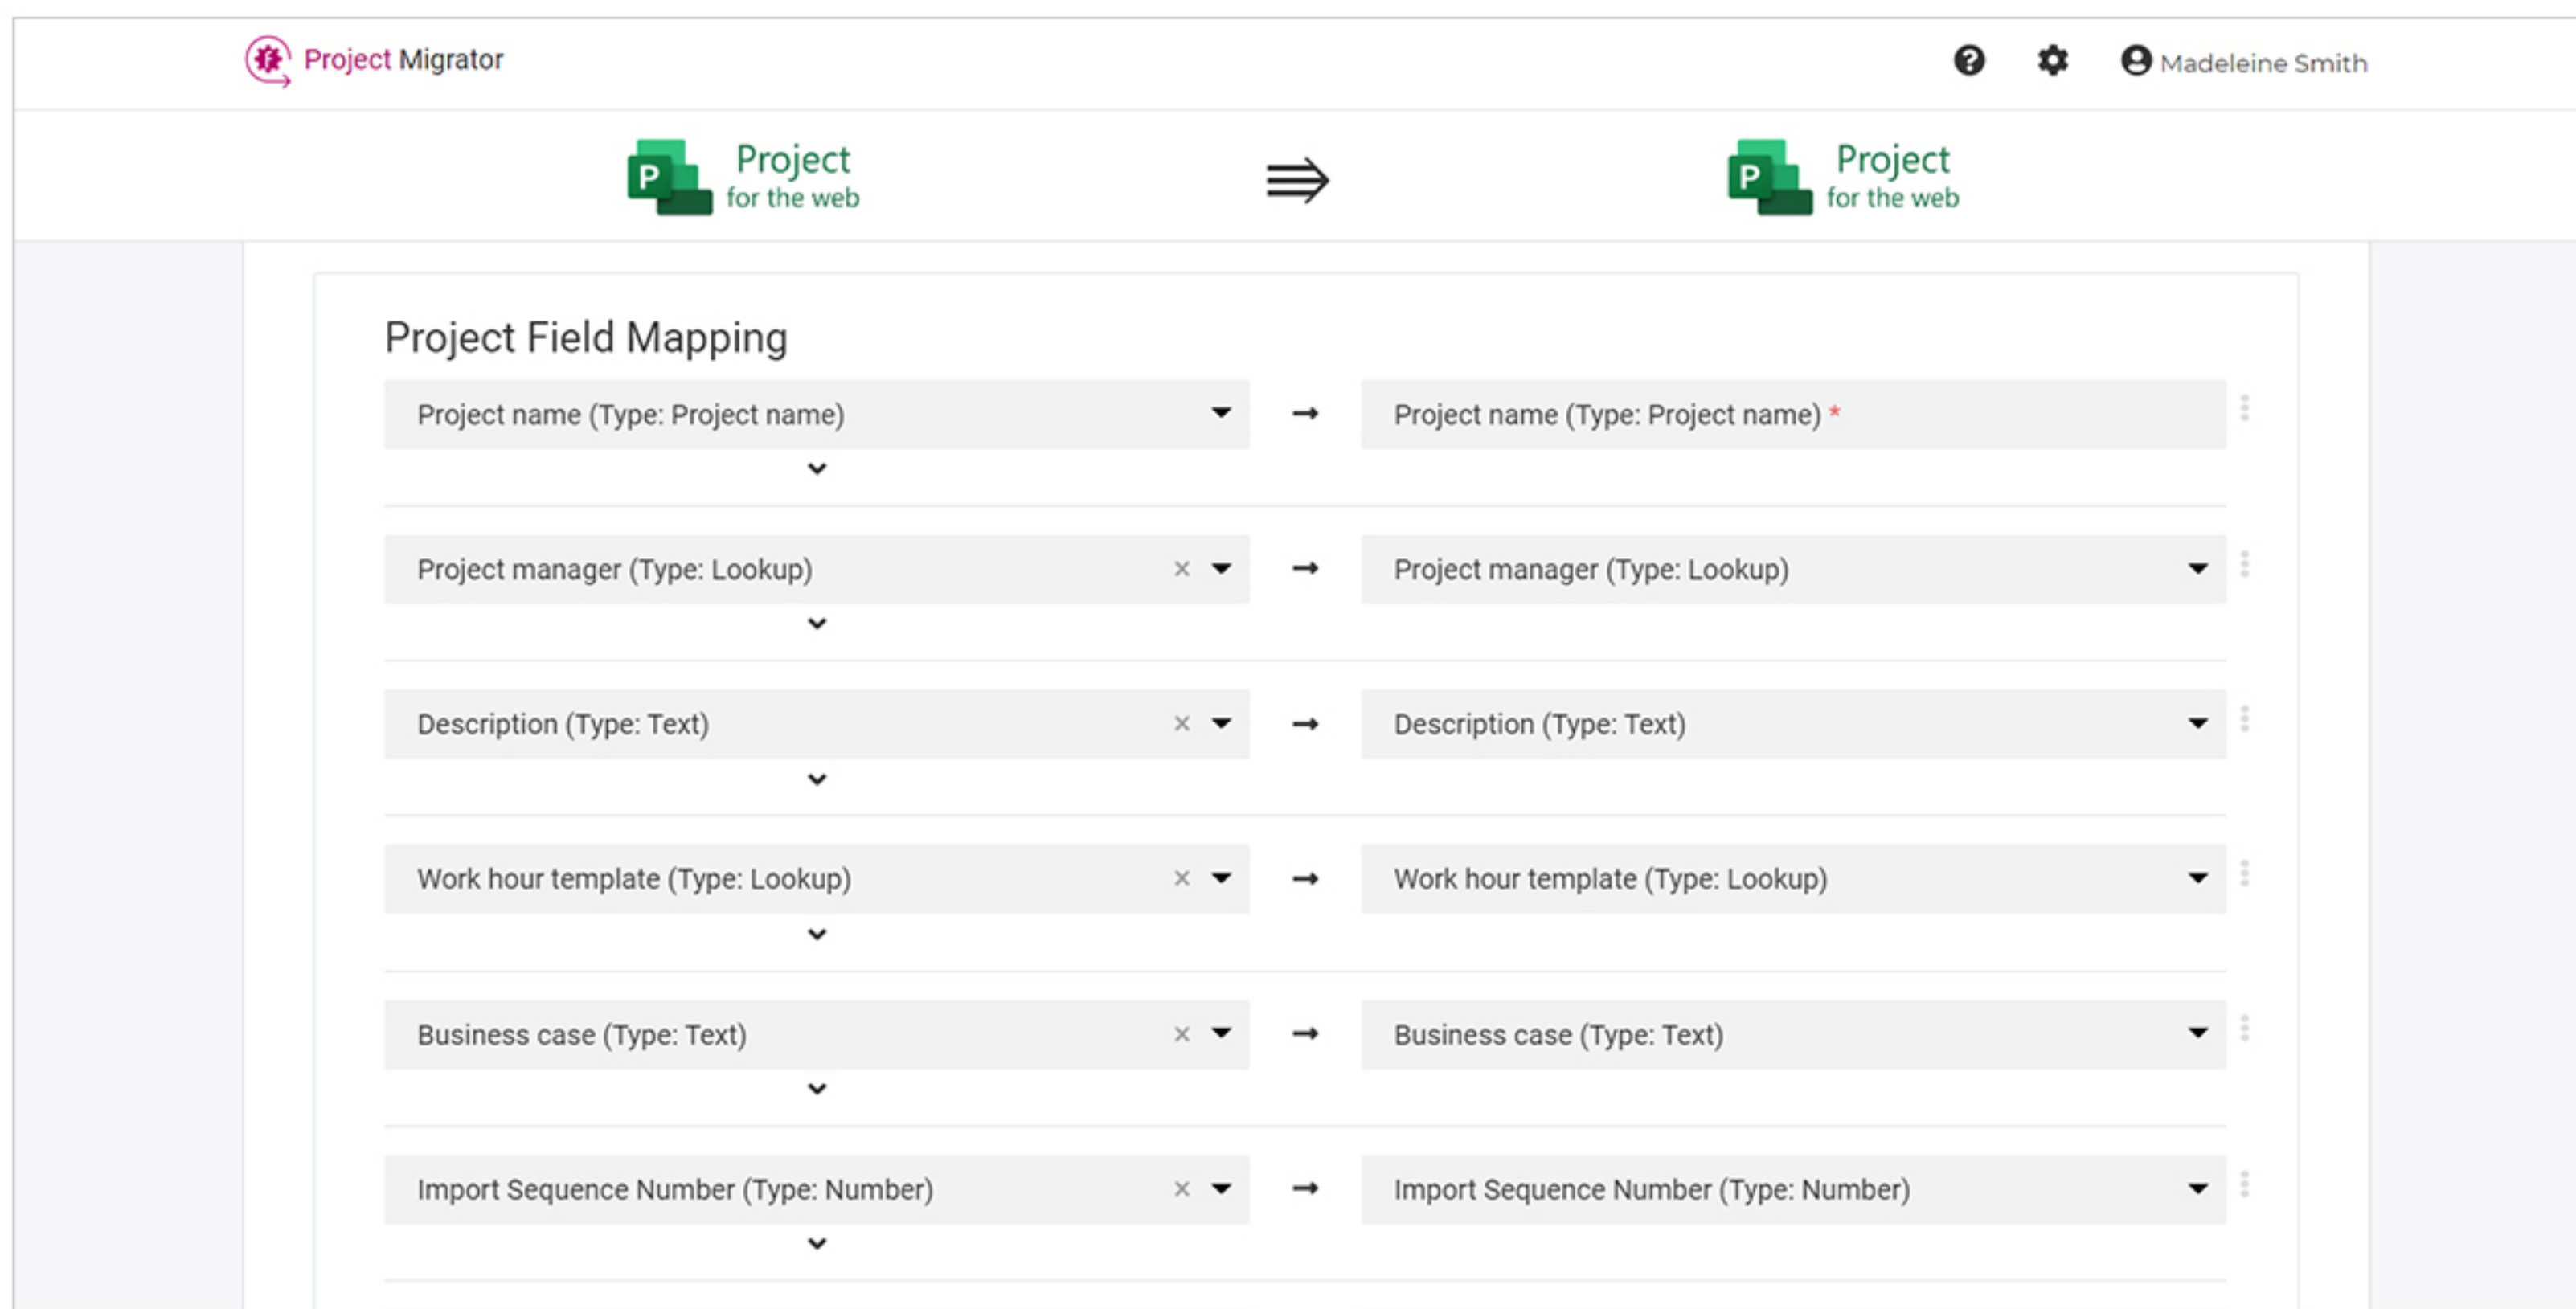 Project Migrator
Madeleine Smith
P Project for the web
P Project for the web
Project Field Mapping
Project name (Type: Project name)
Project name (Type: Project name) *
Project manager (Type: Lookup)
Project manager (Type: Lookup)
Description (Type: Text)
Description (Type: Text)
Work hour template (Type: Lookup)
Work hour template (Type: Lookup)
Business case (Type: Text)
Business case (Type: Text)
Import Sequence Number (Type: Number)
Import Sequence Number (Type: Number)